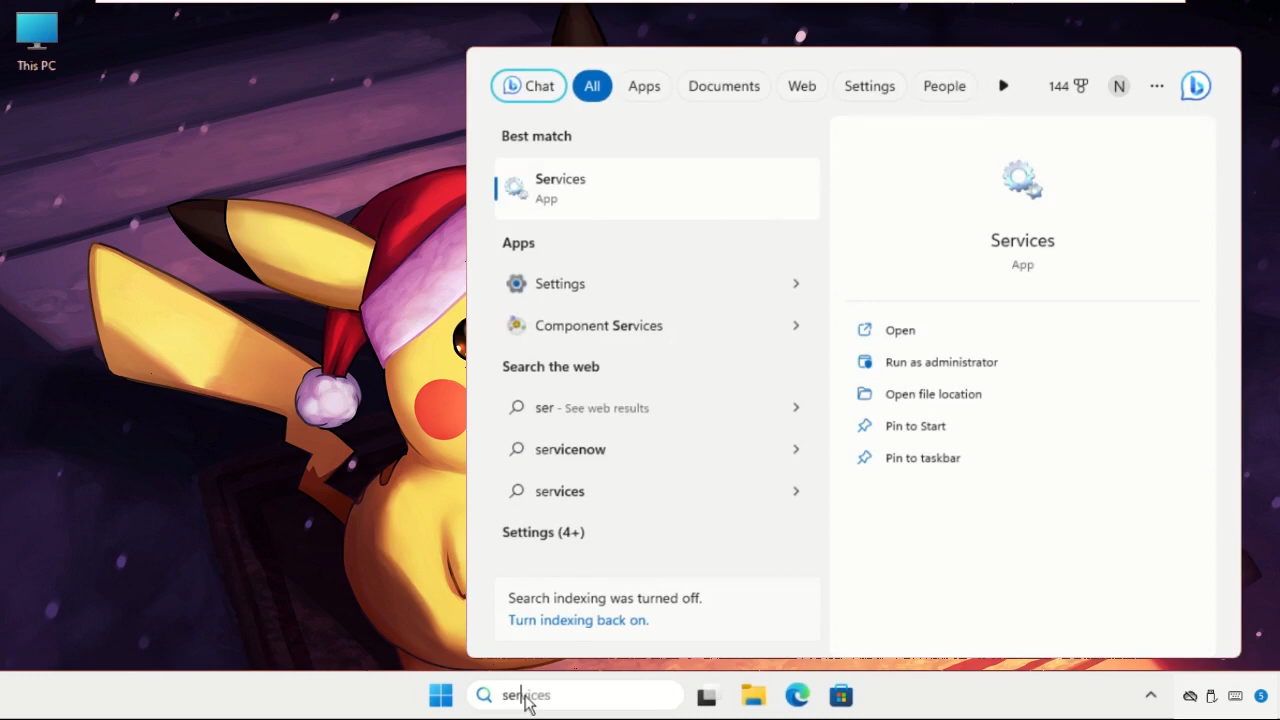 This PC
Chat All Apps Documents Web Settings People 144 N ...
Best match
Services
App
Apps
Settings
Component Services
Search the web
ser - See web results
servicenow
services
Settings (4+)
Search indexing was turned off.
Turn indexing back on.
Services
App
Open
Run as administrator
Open file location
Pin to Start
Pin to taskbar
services
5